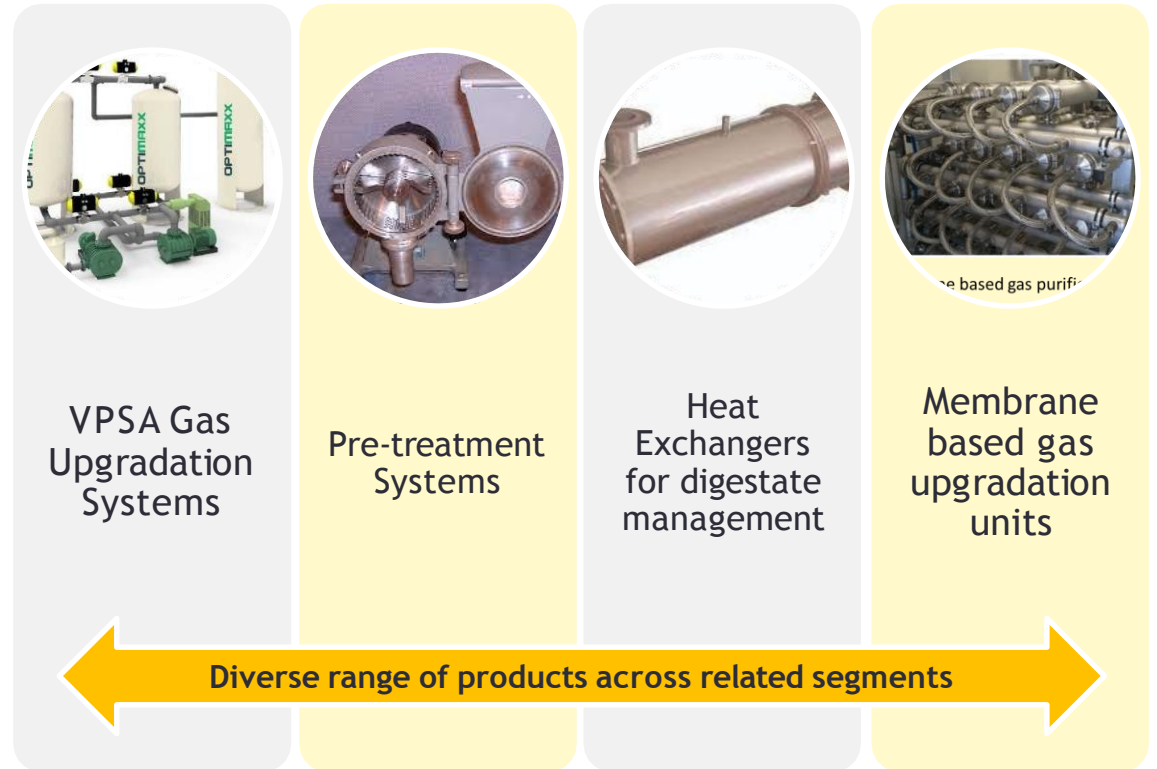 OPTIMAXX
OPTIMAXX
based gas
VPSA Gas
Upgradation
Systems
Pre-treatment
Systems
Heat
Exchangers
for digestate
management
Membrane
based gas
upgradation
units
Diverse range of products across related segments